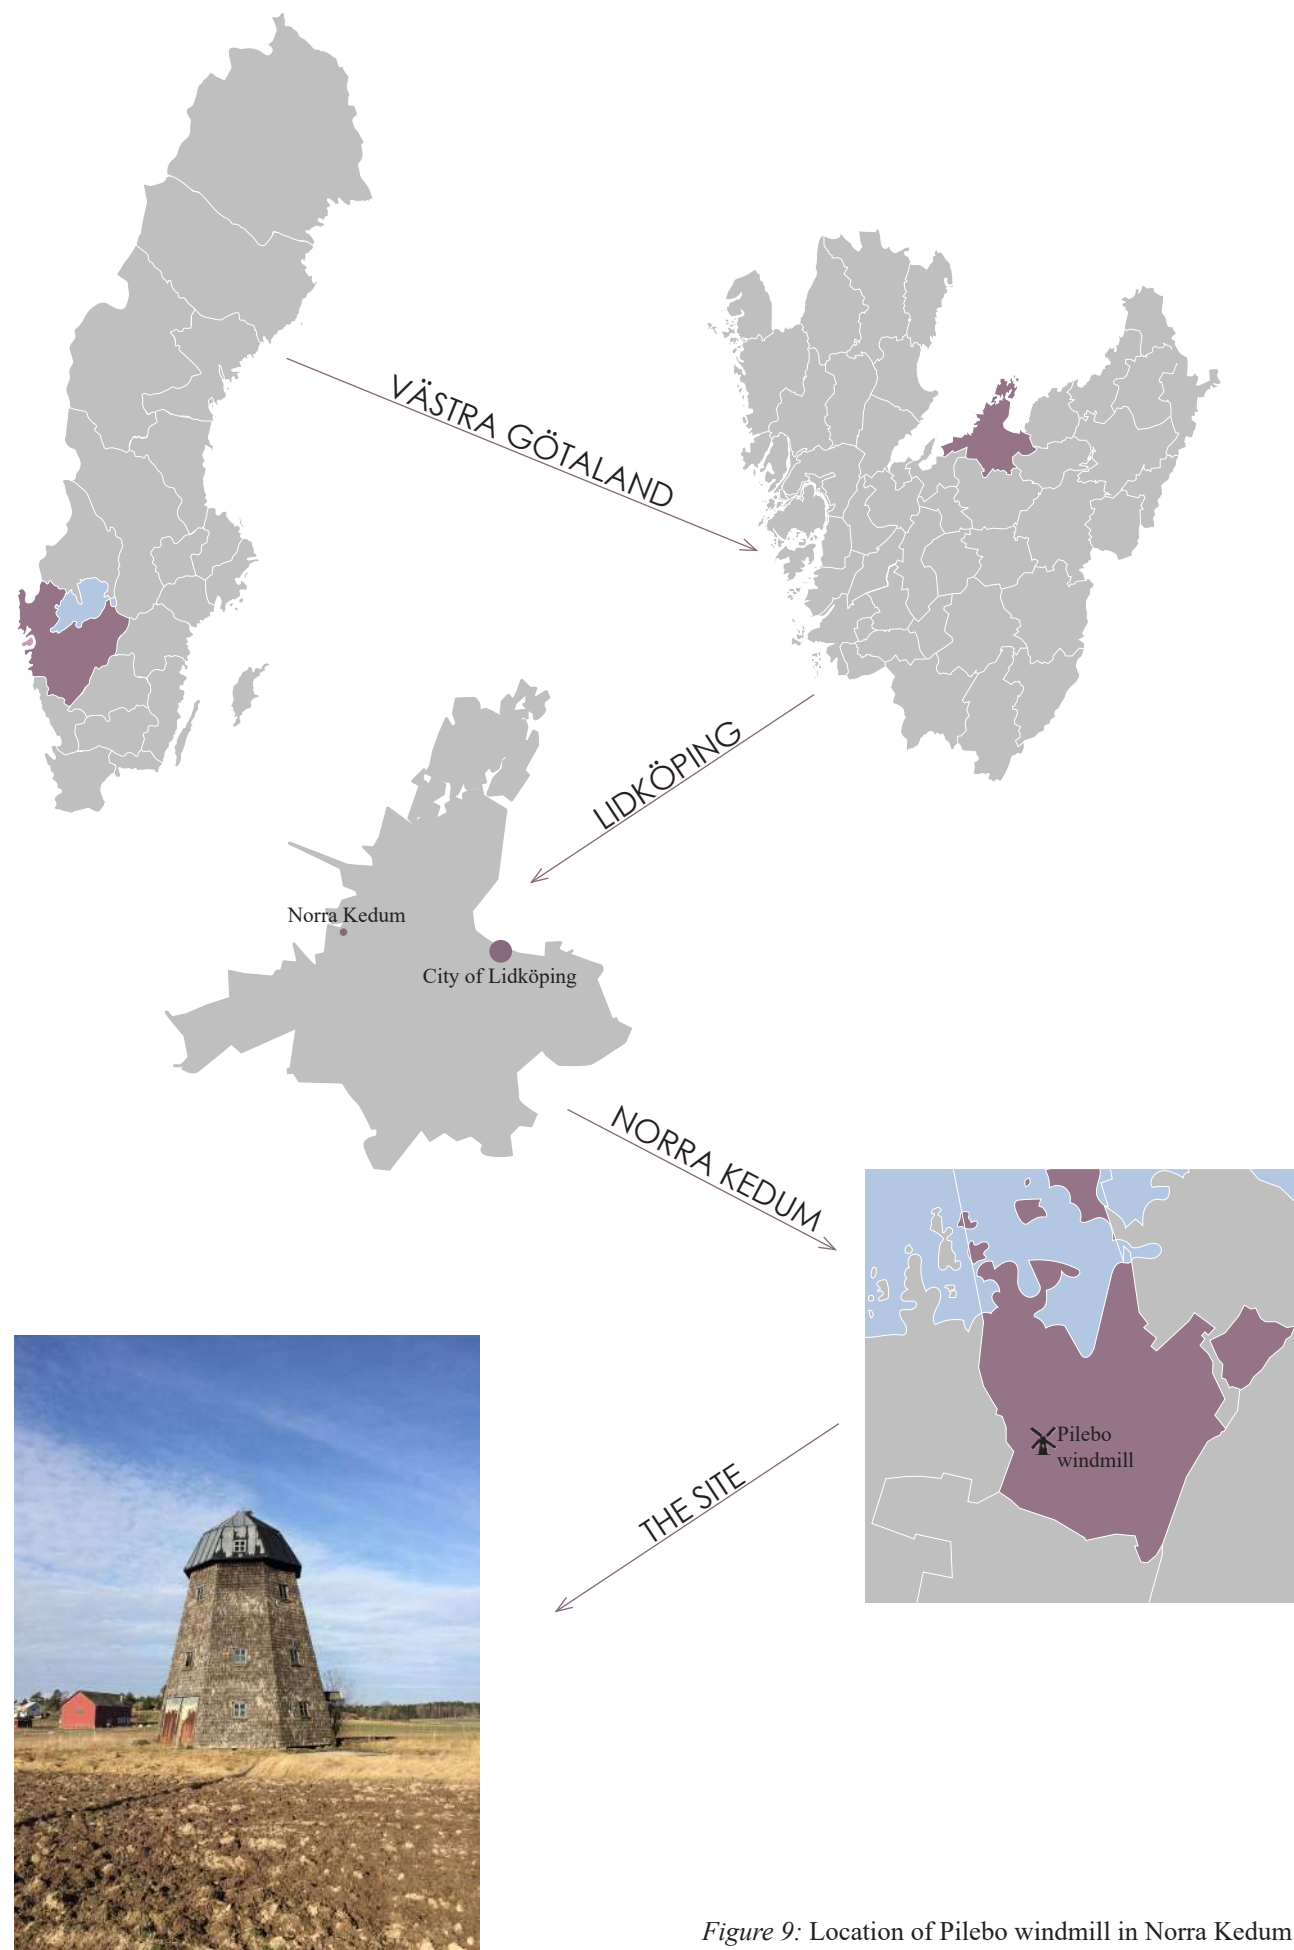 VÄSTRA GÖTALAND
LIDKÖPING
Norra Kedum
City of Lidköping
NORRA KEDUM
Pilebo
windmill
THE SITE
Figure 9: Location of Pilebo windmill in Norra Kedum